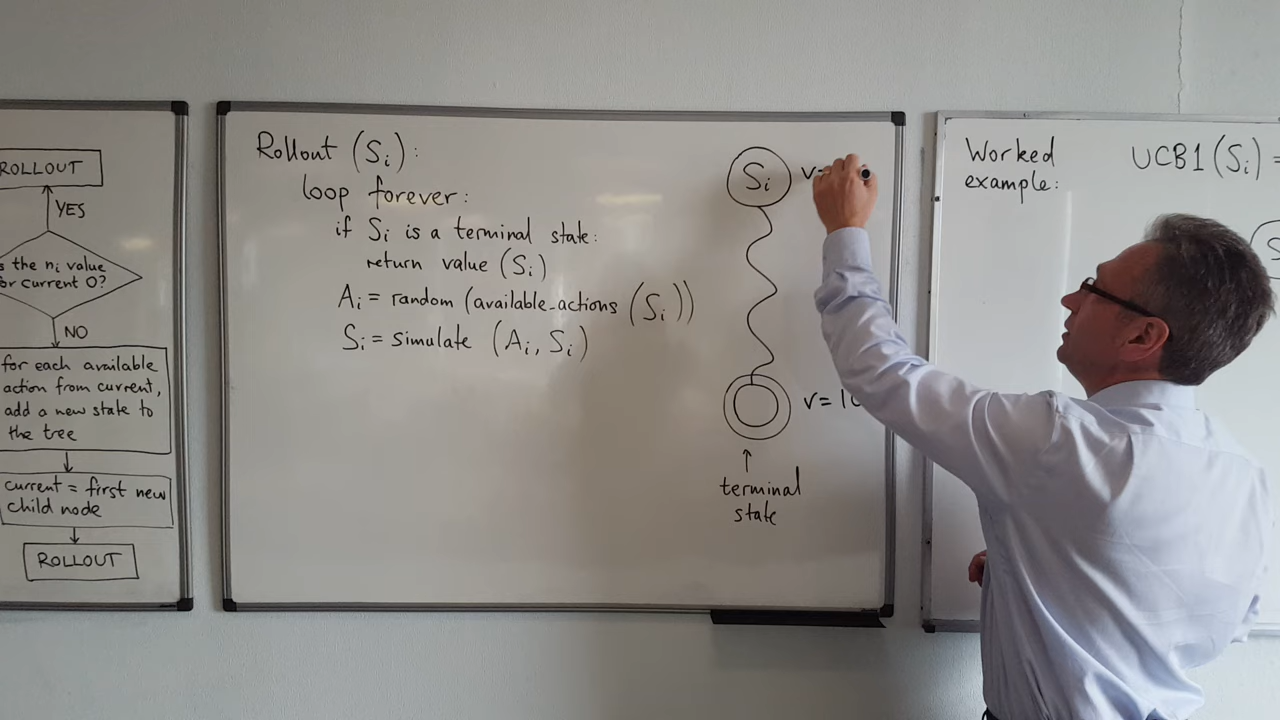 ROLLOUT
YES
s the ni value
or current 0?
NO
for each available
action from current,
add a new state to
the tree
current = first new
child node
ROLLOUT
Rollout (Si):
loop forever:
if Si is a terminal state:
return value (Si)
Ai = random (available_actions (Si))
Si = simulate (Ai, Si)
Si
v=
v= 10
↑
terminal
state
Worked
example:
UCB1 (Si) =
S